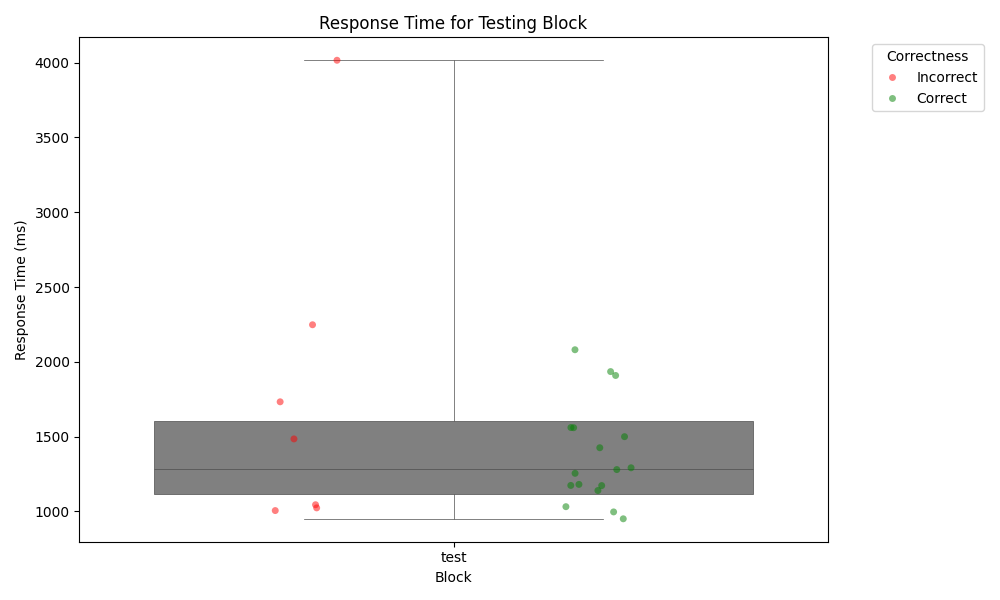 Response Time for Testing Block
Correctness
Incorrect
Correct
Response Time (ms)
4000
3500
3000
2500
2000
1500
1000
test
Block